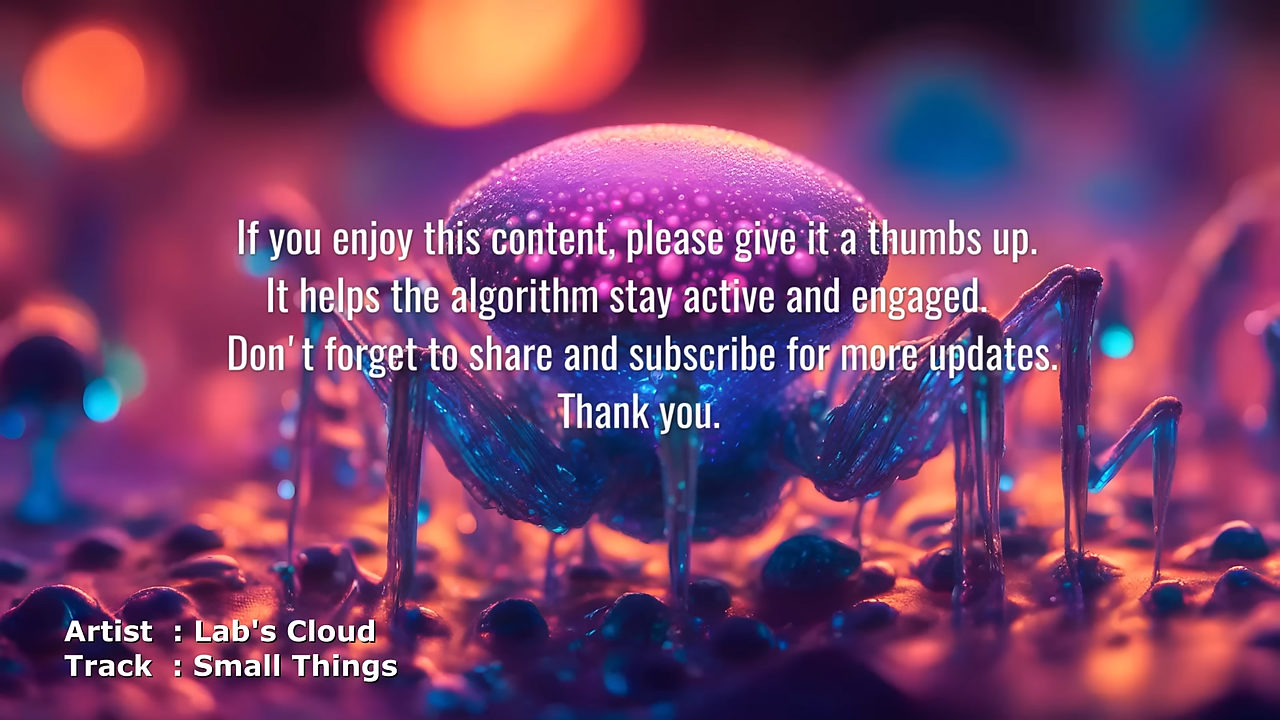 If you enjoy this content, please give it a thumbs up.
It helps the algorithm stay active and engaged.
Don't forget to share and subscribe for more updates.
Thank you.
Artist : Lab's Cloud
Track : Small Things